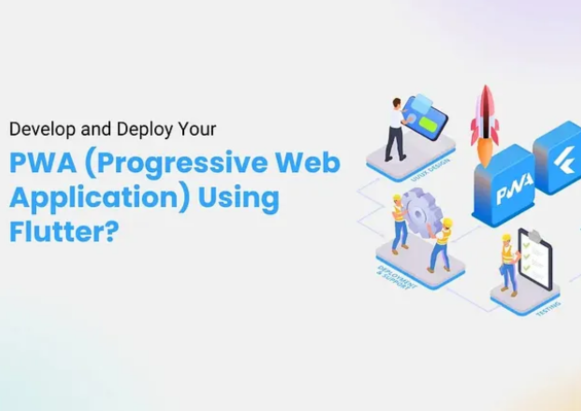 Develop and Deploy Your
PWA (Progressive Web
Application) Using
Flutter?
UI/UX DESIGN
PWA
DEPLOYMENT
& SUPPORT
TESTING